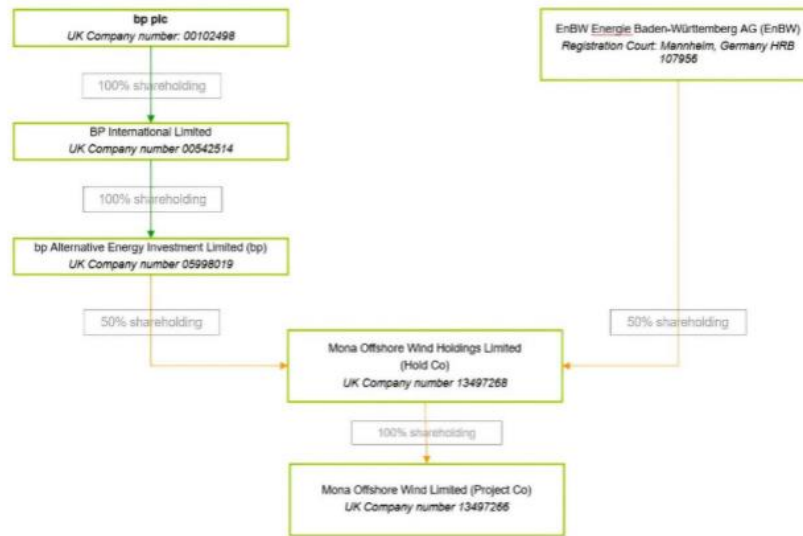 bp plc
UK Company number: 00102498
EnBW Energie Baden-Württemberg AG (EnBW)
Registration Court: Mannheim, Germany HRB
107956
100% shareholding
BP International Limited
UK Company number 00542514
100% shareholding
bp Alternative Energy Investment Limited (bp)
UK Company number 05998019
50% shareholding
50% shareholding
Mona Offshore Wind Holdings Limited
(Hold Co)
UK Company number 13497268
100% shareholding
Mona Offshore Wind Limited (Project Co)
UK Company number 13497266